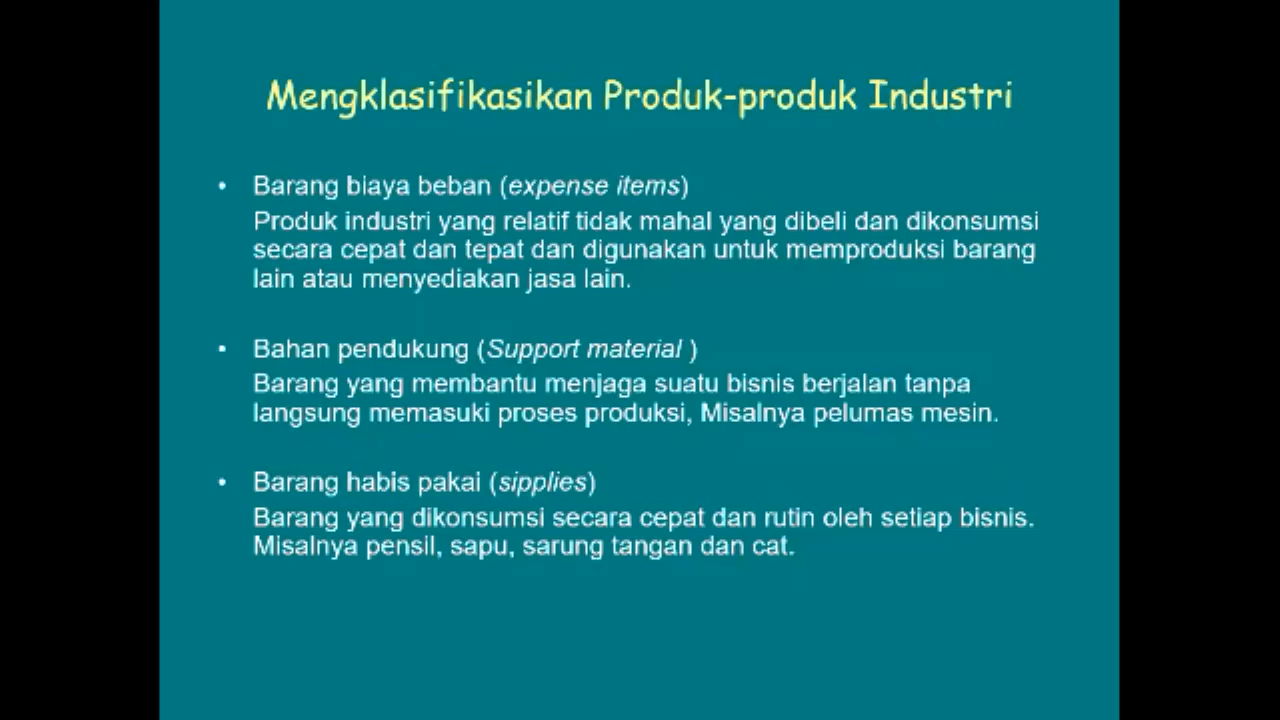 Mengklasifikasikan Produk-produk Industri
• Barang biaya beban (expense items)
Produk industri yang relatif tidak mahal yang dibeli dan dikonsumsi
secara cepat dan tepat dan digunakan untuk memproduksi barang
lain atau menyediakan jasa lain.
• Bahan pendukung (Support material )
Barang yang membantu menjaga suatu bisnis berjalan tanpa
langsung memasuki proses produksi, Misalnya pelumas mesin.
• Barang habis pakai (sipplies)
Barang yang dikonsumsi secara cepat dan rutin oleh setiap bisnis.
Misalnya pensil, sapu, sarung tangan dan cat.